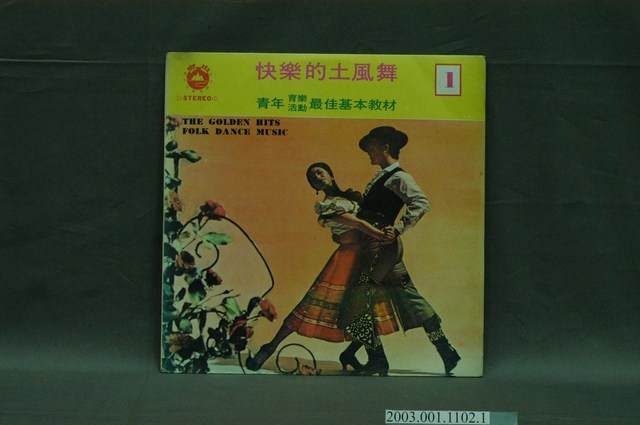 快樂的土風舞
1
STEREO
青年 育樂活動 最佳基本教材
THE GOLDEN HITS
FOLK DANCE MUSIC
2003.001.1102.1